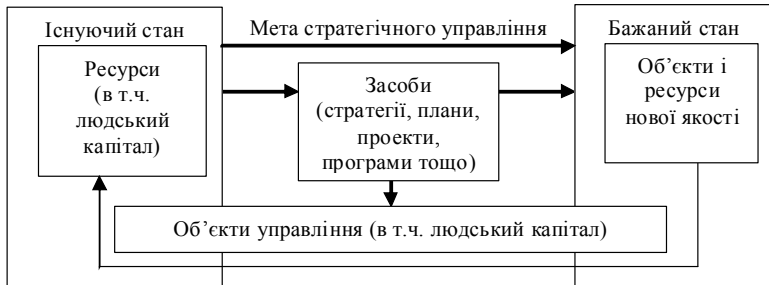 Існуючий стан
Мета стратегічного управління
Бажаний стан
Ресурси
(в т.ч.
людський
капітал)
Засоби
(стратегії, плани,
проекти,
програми тощо)
Об’єкти і
ресурси
нової якості
Об’єкти управління (в т.ч. людський капітал)